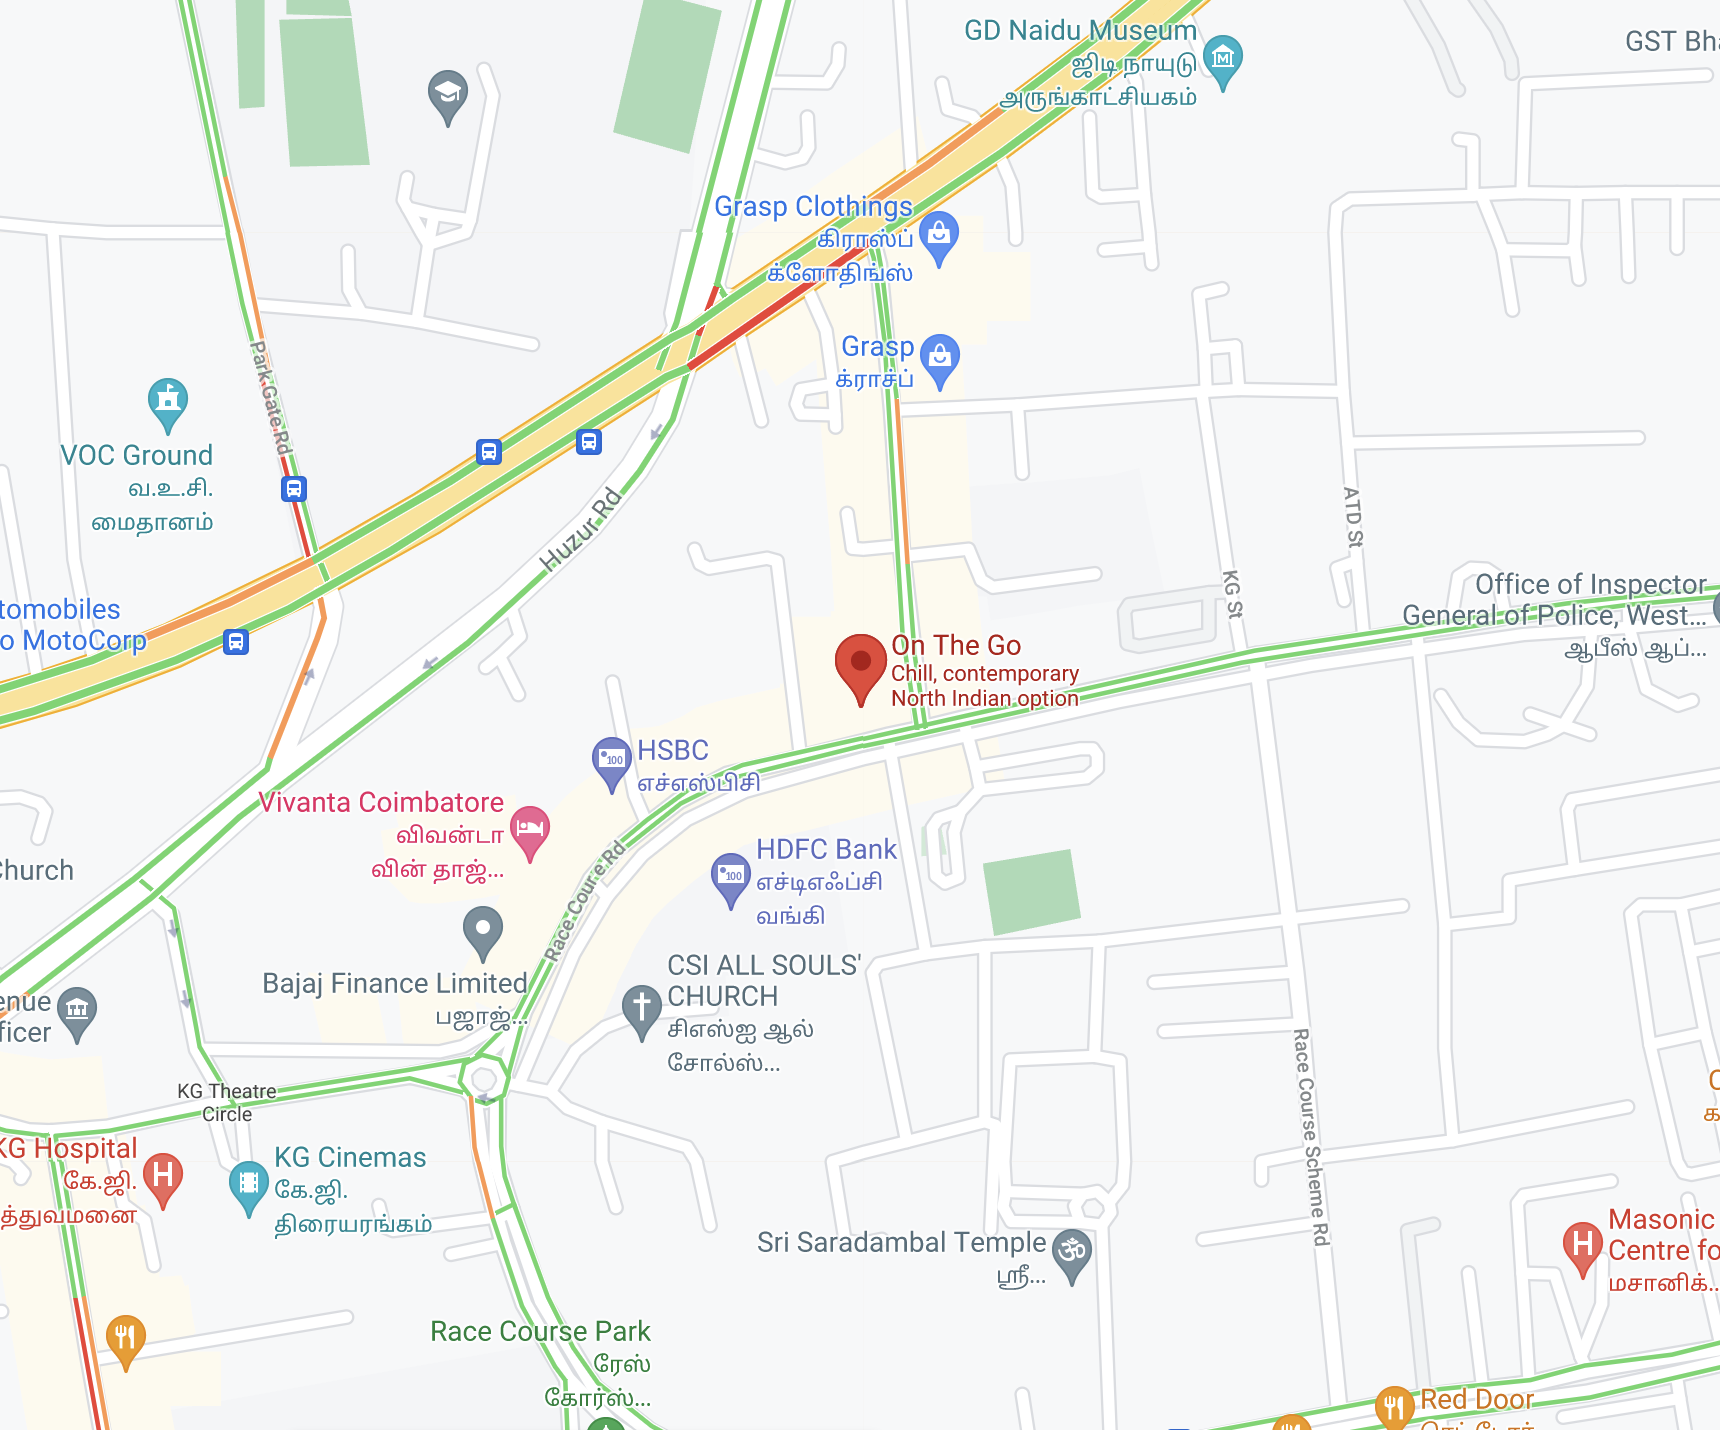 GD Naidu Museum
ஜிடி நாயுடு
அருங்காட்சியகம்
GST Bha
Grasp Clothings
கிராஸ்ப்
க்ளோதிங்ஸ்
Grasp
க்ராச்ப்
Park Gate Rd
VOC Ground
வ.உ.சி.
மைதானம்
Huzur Rd
ATD St
KG St
tomobiles
o MotoCorp
Office of Inspector
General of Police, West...
ஆபீஸ் ஆப்...
On The Go
Chill, contemporary
North Indian option
HSBC
எச்எஸ்பிசி
Vivanta Coimbatore
விவன்டா
வின் தாஜ்...
Race Course Rd
HDFC Bank
எச்டிஎஃப்சி
வங்கி
Church
Bajaj Finance Limited
பஜாஜ்...
CSI ALL SOULS'
CHURCH
சிஎஸ்ஐ ஆல்
சோல்ஸ்...
enue
ficer
KG Theatre
Circle
Race Course Scheme Rd
KG Hospital
கே.ஜி.
த்துவமனை
KG Cinemas
கே.ஜி.
திரையரங்கம்
Sri Saradambal Temple
ஸ்ரீ...
Masonic
Centre fo
மசானிக்...
Race Course Park
ரேஸ்
கோர்ஸ்...
Red Door